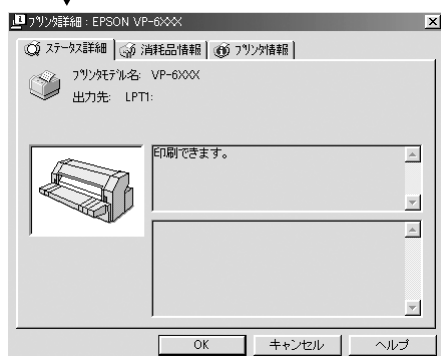 プリンタ詳細 : EPSON VP-6XXX
ステータス詳細
消耗品情報
プリンタ情報
プリンタモデル名: VP-6XXX
出力先: LPT1:
印刷できます。
OK
キャンセル
ヘルプ